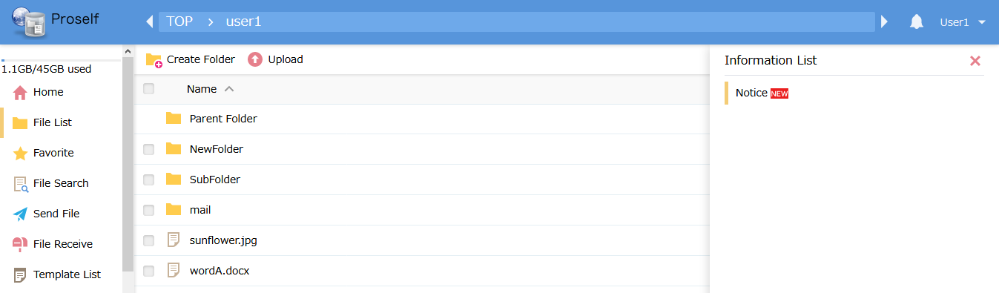 Proself
TOP > user1
User1
1.1GB/45GB used
Home
File List
Favorite
File Search
Send File
File Receive
Template List
Create Folder
Upload
Name
Parent Folder
NewFolder
SubFolder
mail
sunflower.jpg
wordA.docx
Information List
Notice NEW